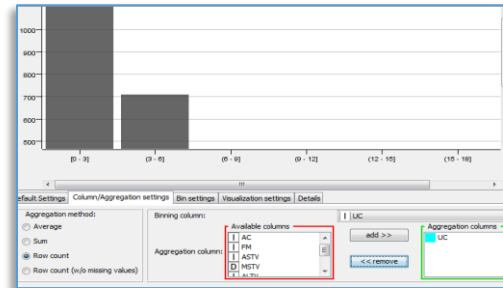 1000
900
800
700
600
500
[0 - 3] (3 - 6] (6 - 9] (9 - 12] (12 - 15] (15 - 18]
efault Settings Column/Aggregation settings Bin settings Visualization settings Details
Aggregation method:
Average
Sum
Row count
Row count (w/o missing values)
Binning column: I UC
Aggregation column:
Available columns
I AC
I FM
I ASTV
D MSTV
I ALTV
add >>
<< remove
Aggregation columns
UC